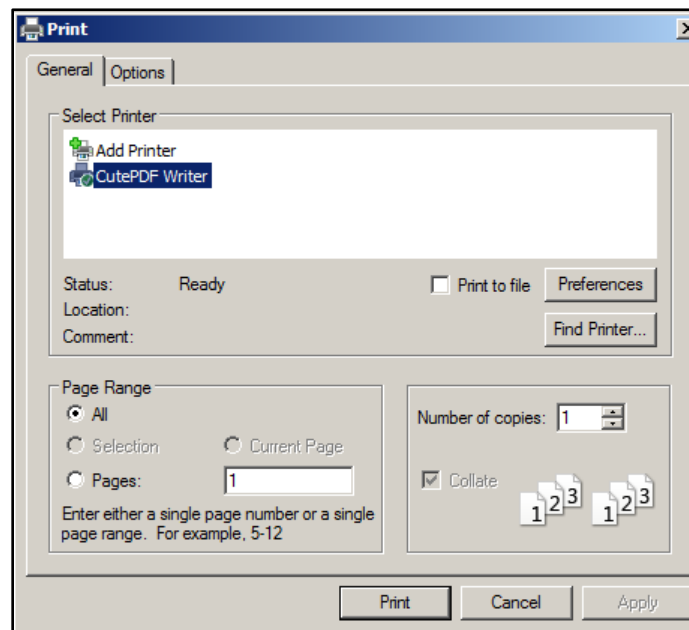 Print
General
Options
Select Printer
Add Printer
CutePDF Writer
Status: Ready
Print to file
Preferences
Location:
Comment:
Find Printer...
Page Range
All
Selection
Current Page
Pages: 1
Enter either a single page number or a single
page range. For example, 5-12
Number of copies: 1
Collate
1 2 3 1 2 3
Print
Cancel
Apply